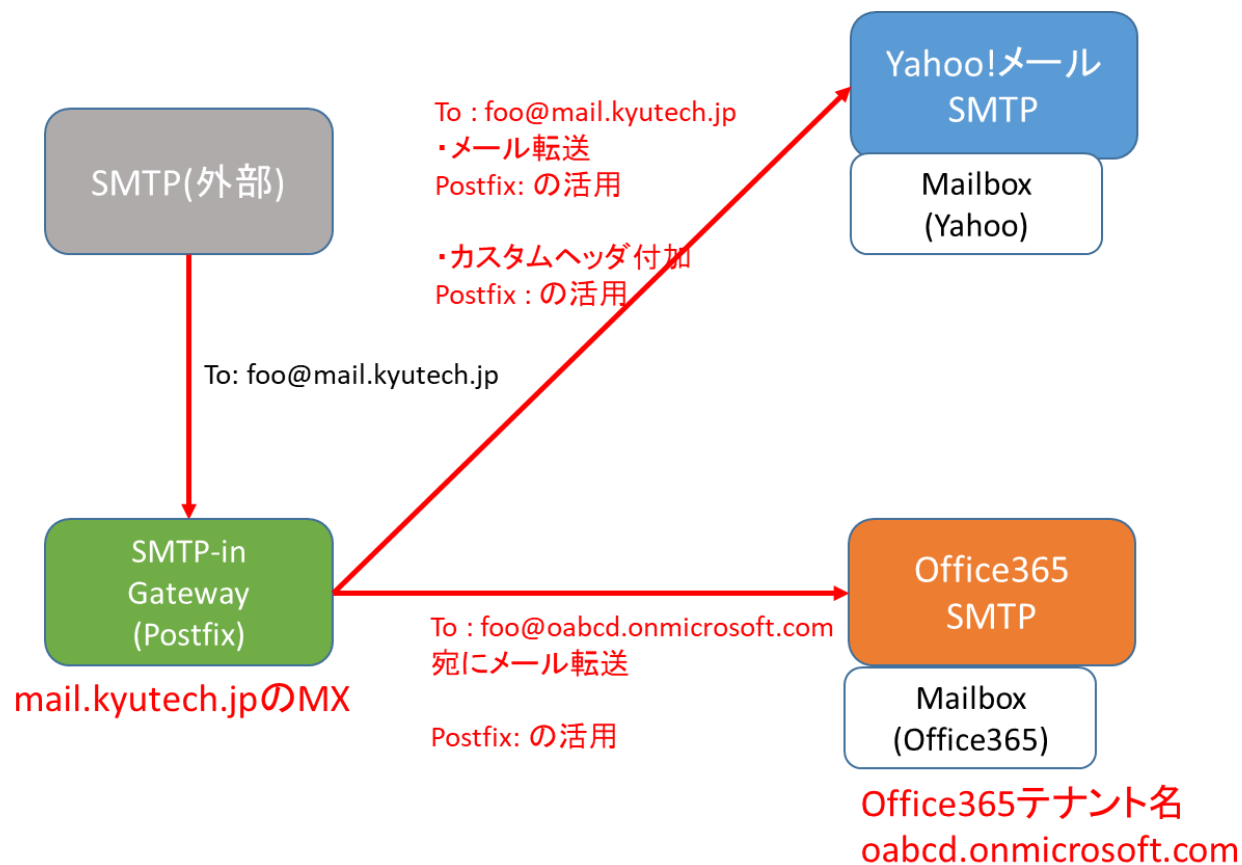 Yahoo!メール
SMTP
Mailbox
(Yahoo)
To : foo@mail.kyutech.jp
・メール転送
Postfix: の活用
・カスタムヘッダ付加
Postfix : の活用
SMTP(外部)
To: foo@mail.kyutech.jp
SMTP-in
Gateway
(Postfix)
mail.kyutech.jpのMX
To : foo@oabcd.onmicrosoft.com
宛にメール転送
Postfix: の活用
Office365
SMTP
Mailbox
(Office365)
Office365テナント名
oabcd.onmicrosoft.com